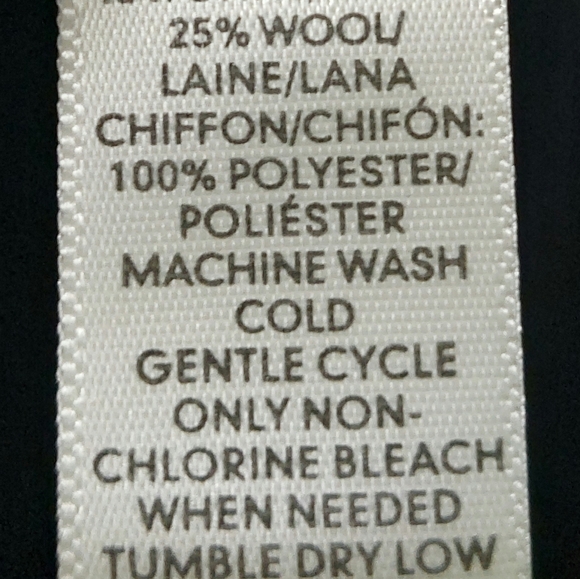 25% WOOL/
LAINE/LANA
CHIFFON/CHIFÓN:
100% POLYESTER/
POLIÉSTER
MACHINE WASH
COLD
GENTLE CYCLE
ONLY NON-
CHLORINE BLEACH
WHEN NEEDED
TUMBLE DRY LOW